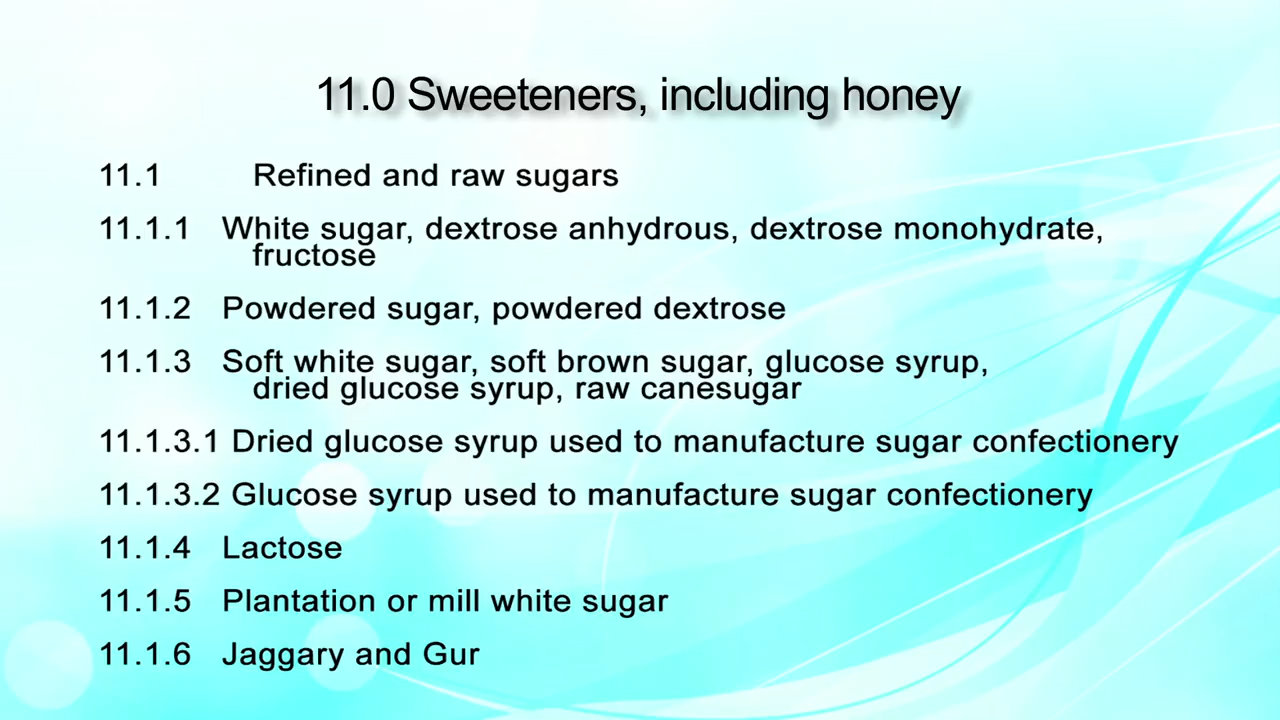 11.0 Sweeteners, including honey
11.1 Refined and raw sugars
11.1.1 White sugar, dextrose anhydrous, dextrose monohydrate,
fructose
11.1.2 Powdered sugar, powdered dextrose
11.1.3 Soft white sugar, soft brown sugar, glucose syrup,
dried glucose syrup, raw canesugar
11.1.3.1 Dried glucose syrup used to manufacture sugar confectionery
11.1.3.2 Glucose syrup used to manufacture sugar confectionery
11.1.4 Lactose
11.1.5 Plantation or mill white sugar
11.1.6 Jaggary and Gur